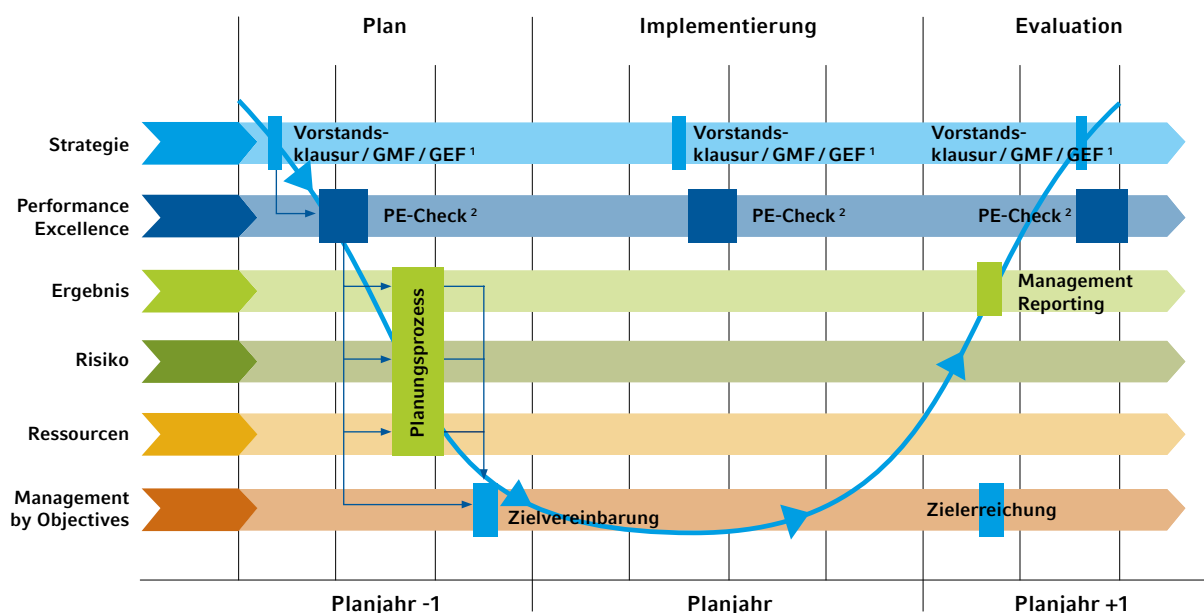 Plan
Implementierung
Evaluation
Strategie
Vorstands-
klausur / GMF / GEF ¹
Vorstands-
klausur / GMF / GEF ¹
Vorstands-
klausur / GMF / GEF ¹
Performance
Excellence
PE-Check ²
PE-Check ²
PE-Check ²
Ergebnis
Planungsprozess
Management
Reporting
Risiko
Ressourcen
Management
by Objectives
Zielvereinbarung
Zielerreichung
Planjahr -1
Planjahr
Planjahr +1